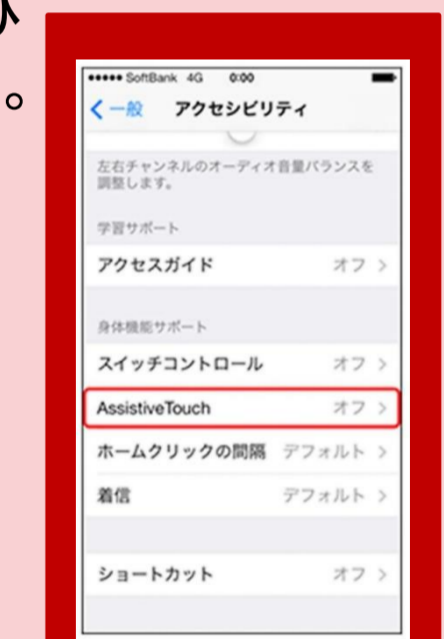 。
••••• SoftBank 4G 0:00
く 一般 アクセシビリティ
左右チャンネルのオーディオ音量バランスを
調整します。
学習サポート
アクセスガイド オフ >
身体機能サポート
スイッチコントロール オフ >
AssistiveTouch オフ >
ホームクリックの間隔 デフォルト >
着信 デフォルト >
ショートカット オフ >